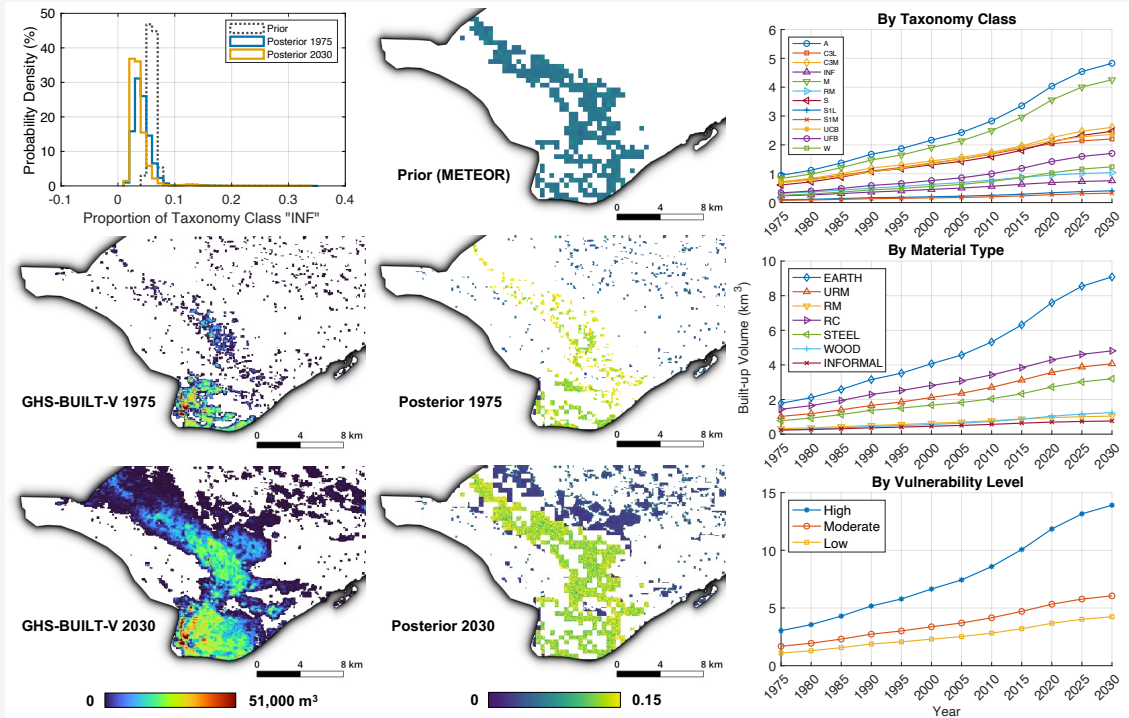 50
40
30
20
10
0
-0.1
0
0.1
0.2
0.3
0.4
Probability Density (%)
Proportion of Taxonomy Class "INF"
Prior
Posterior 1975
Posterior 2030
Prior (METEOR)
0 4 8 km
By Taxonomy Class
6
5
4
3
2
1
0
A
C3L
C3M
INF
M
RM
S
S1L
S1M
UCB
UFB
W
1975 1980 1985 1990 1995 2000 2005 2010 2015 2020 2025 2030
GHS-BUILT-V 1975
0 4 8 km
Posterior 1975
0 4 8 km
By Material Type
10
8
6
4
2
0
Built-up Volume (km³)
EARTH
URM
RM
RC
STEEL
WOOD
INFORMAL
1975 1980 1985 1990 1995 2000 2005 2010 2015 2020 2025 2030
GHS-BUILT-V 2030
0 4 8 km
0 51,000 m³
Posterior 2030
0 4 8 km
0 0.15
By Vulnerability Level
15
10
5
0
High
Moderate
Low
1975 1980 1985 1990 1995 2000 2005 2010 2015 2020 2025 2030
Year